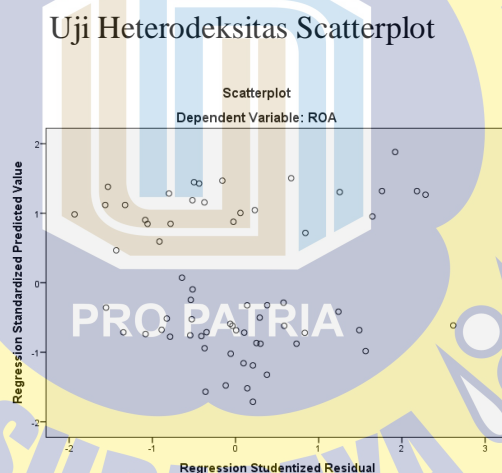 Uji Heterodeksitas Scatterplot
Scatterplot
Dependent Variable: ROA
Regression Standardized Predicted Value
2
1
0
-1
-2
PRO PATRIA
-2 -1 0 1 2 3
Regression Studentized Residual